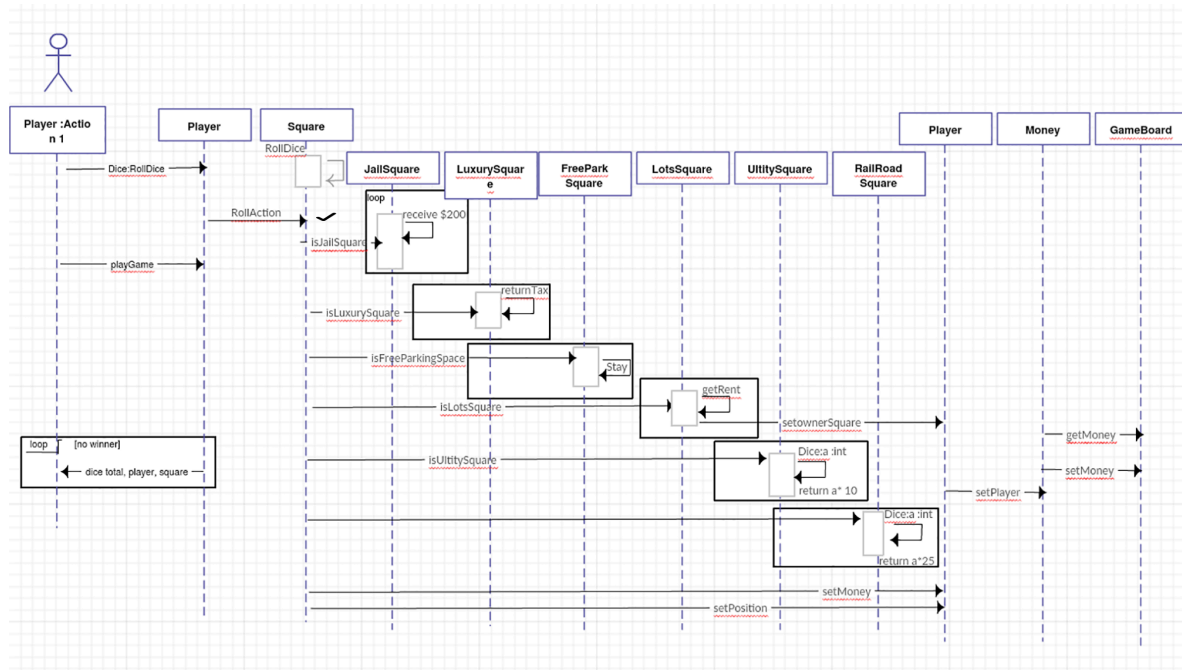 Player :Actio
n 1
Player
Square
Player
Money
GameBoard
RollDice
JailSquare
LuxurySquar
e
FreePark
Square
LotsSquare
UltitySquare
RailRoad
Square
Dice:RollDice
loop
receive $200
RollAction
isJailSquare
playGame
returnTax
isLuxurySquare
isFreeParkingSpace
Stay
getRent
isLotsSquare
setownerSquare
getMoney
loop
[no winner]
dice total, player, square
isUltitySquare
Dice:a :int
return a* 10
setMoney
setPlayer
Dice:a :int
return a*25
setMoney
setPosition